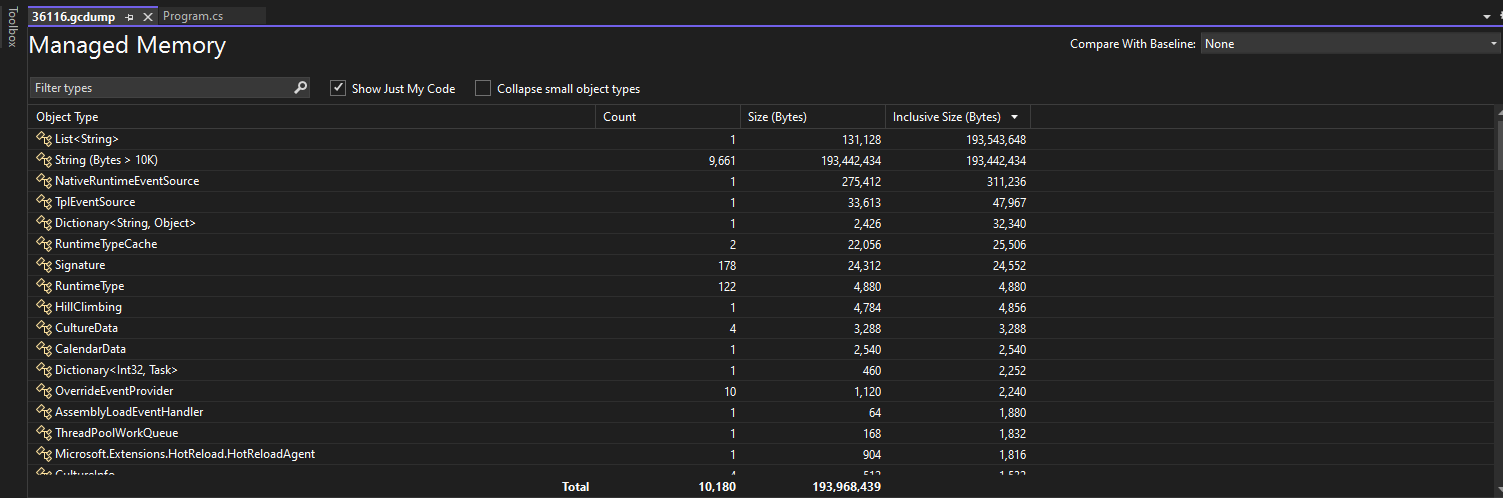 Toolbox
36116.gcdump Program.cs
Managed Memory
Compare With Baseline: None
Filter types Show Just My Code Collapse small object types
Object Type Count Size (Bytes) Inclusive Size (Bytes)
List<String> 1 131,128 193,543,648
String (Bytes > 10K) 9,661 193,442,434 193,442,434
NativeRuntimeEventSource 1 275,412 311,236
TplEventSource 1 33,613 47,967
Dictionary<String, Object> 1 2,426 32,340
RuntimeTypeCache 2 22,056 25,506
Signature 178 24,312 24,552
RuntimeType 122 4,880 4,880
HillClimbing 1 4,784 4,856
CultureData 4 3,288 3,288
CalendarData 1 2,540 2,540
Dictionary<Int32, Task> 1 460 2,252
OverrideEventProvider 10 1,120 2,240
AssemblyLoadEventHandler 1 64 1,880
ThreadPoolWorkQueue 1 168 1,832
Microsoft.Extensions.HotReload.HotReloadAgent 1 904 1,816
CultureInfo 4 512
Total 10,180 193,968,439